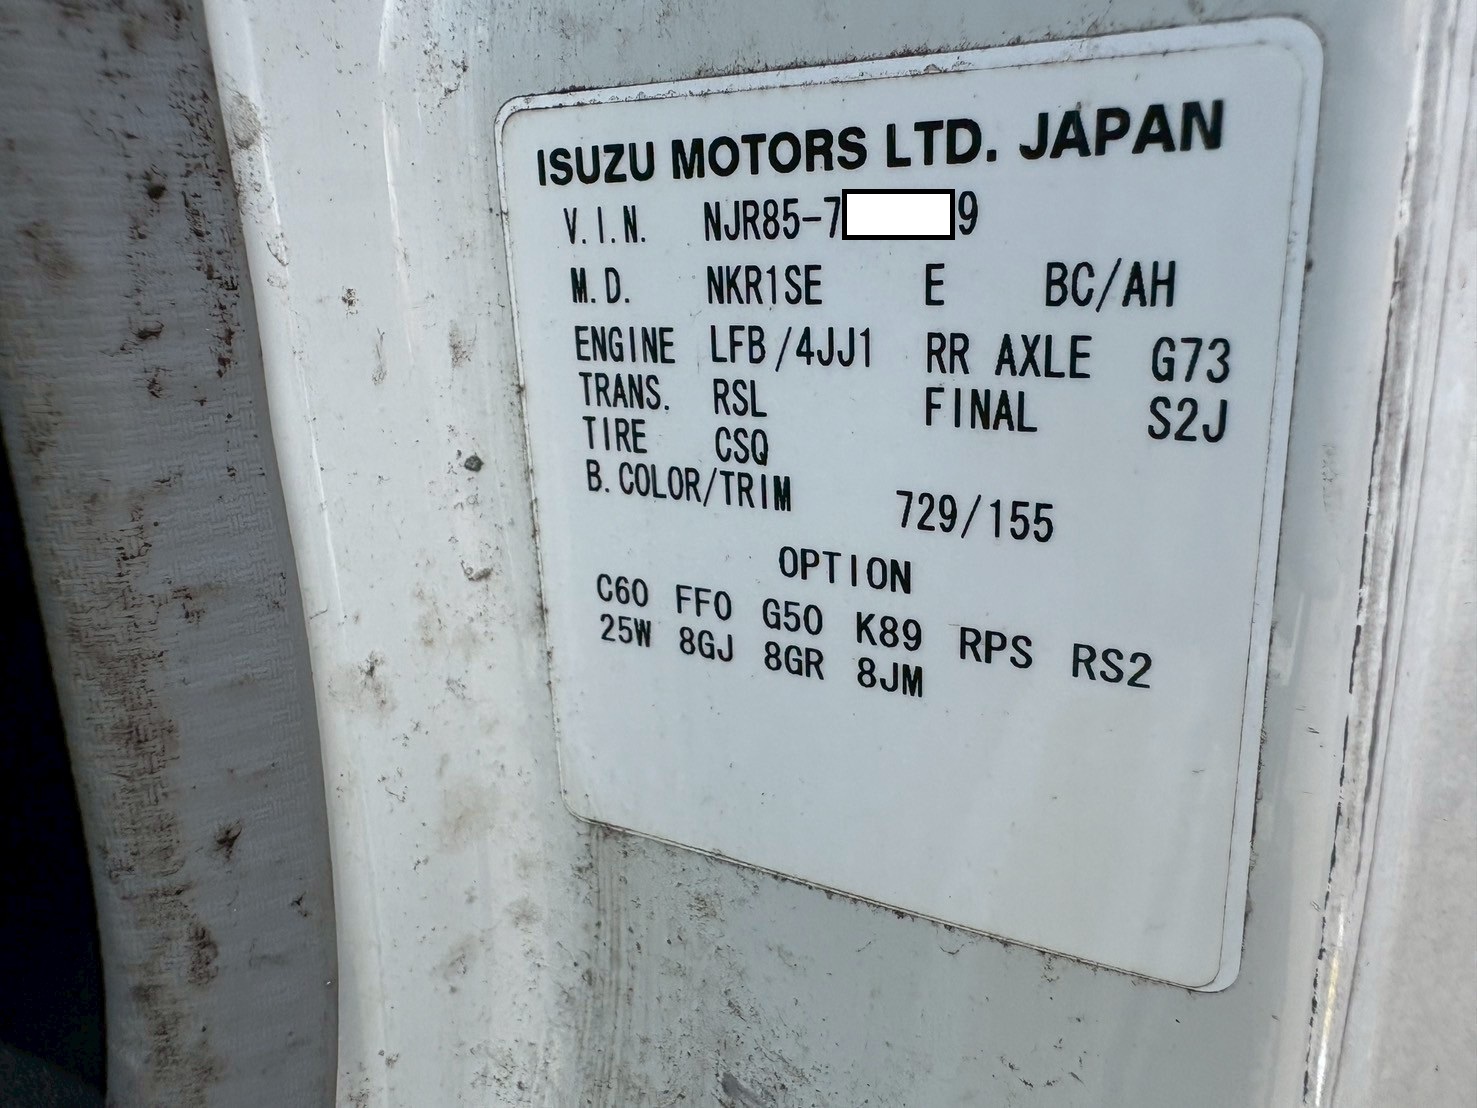 ISUZU MOTORS LTD. JAPAN
V.I.N. NJR85-7 9
M.D. NKR1SE E BC/AH
ENGINE LFB/4JJ1 RR AXLE G73
TRANS. RSL FINAL S2J
TIRE CSQ
B.COLOR/TRIM 729/155
OPTION
C60 FF0 G50 K89 RPS RS2
25W 8GJ 8GR 8JM